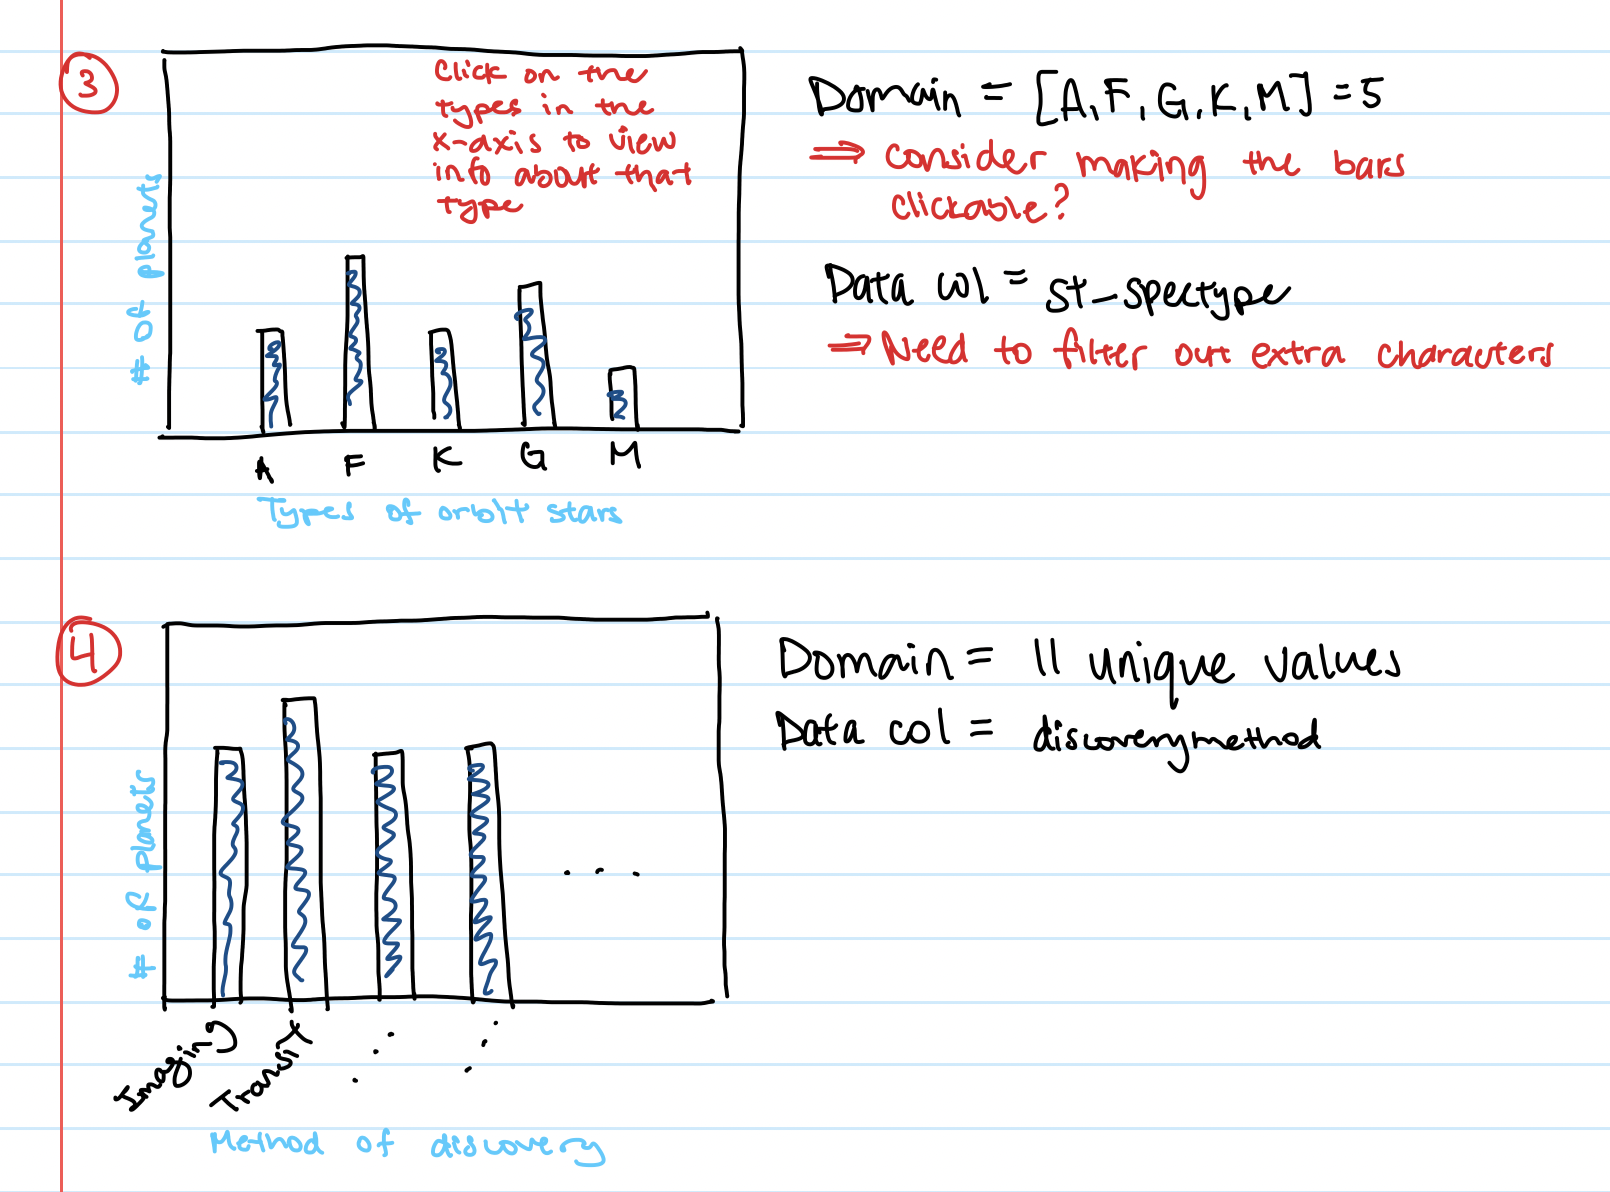 3
Click on the
types in the
x-axis to view
info about that
type
# of planets
A F K G M
Types of orbit stars
Domain = [A, F, G, K, M] = 5
⇒ consider making the bars
clickable?
Data col = st_spectype
⇒ Need to filter out extra characters
4
# of planets
Imaging
Transit
Method of discovery
Domain = 11 unique values
Data col = discoverymethod